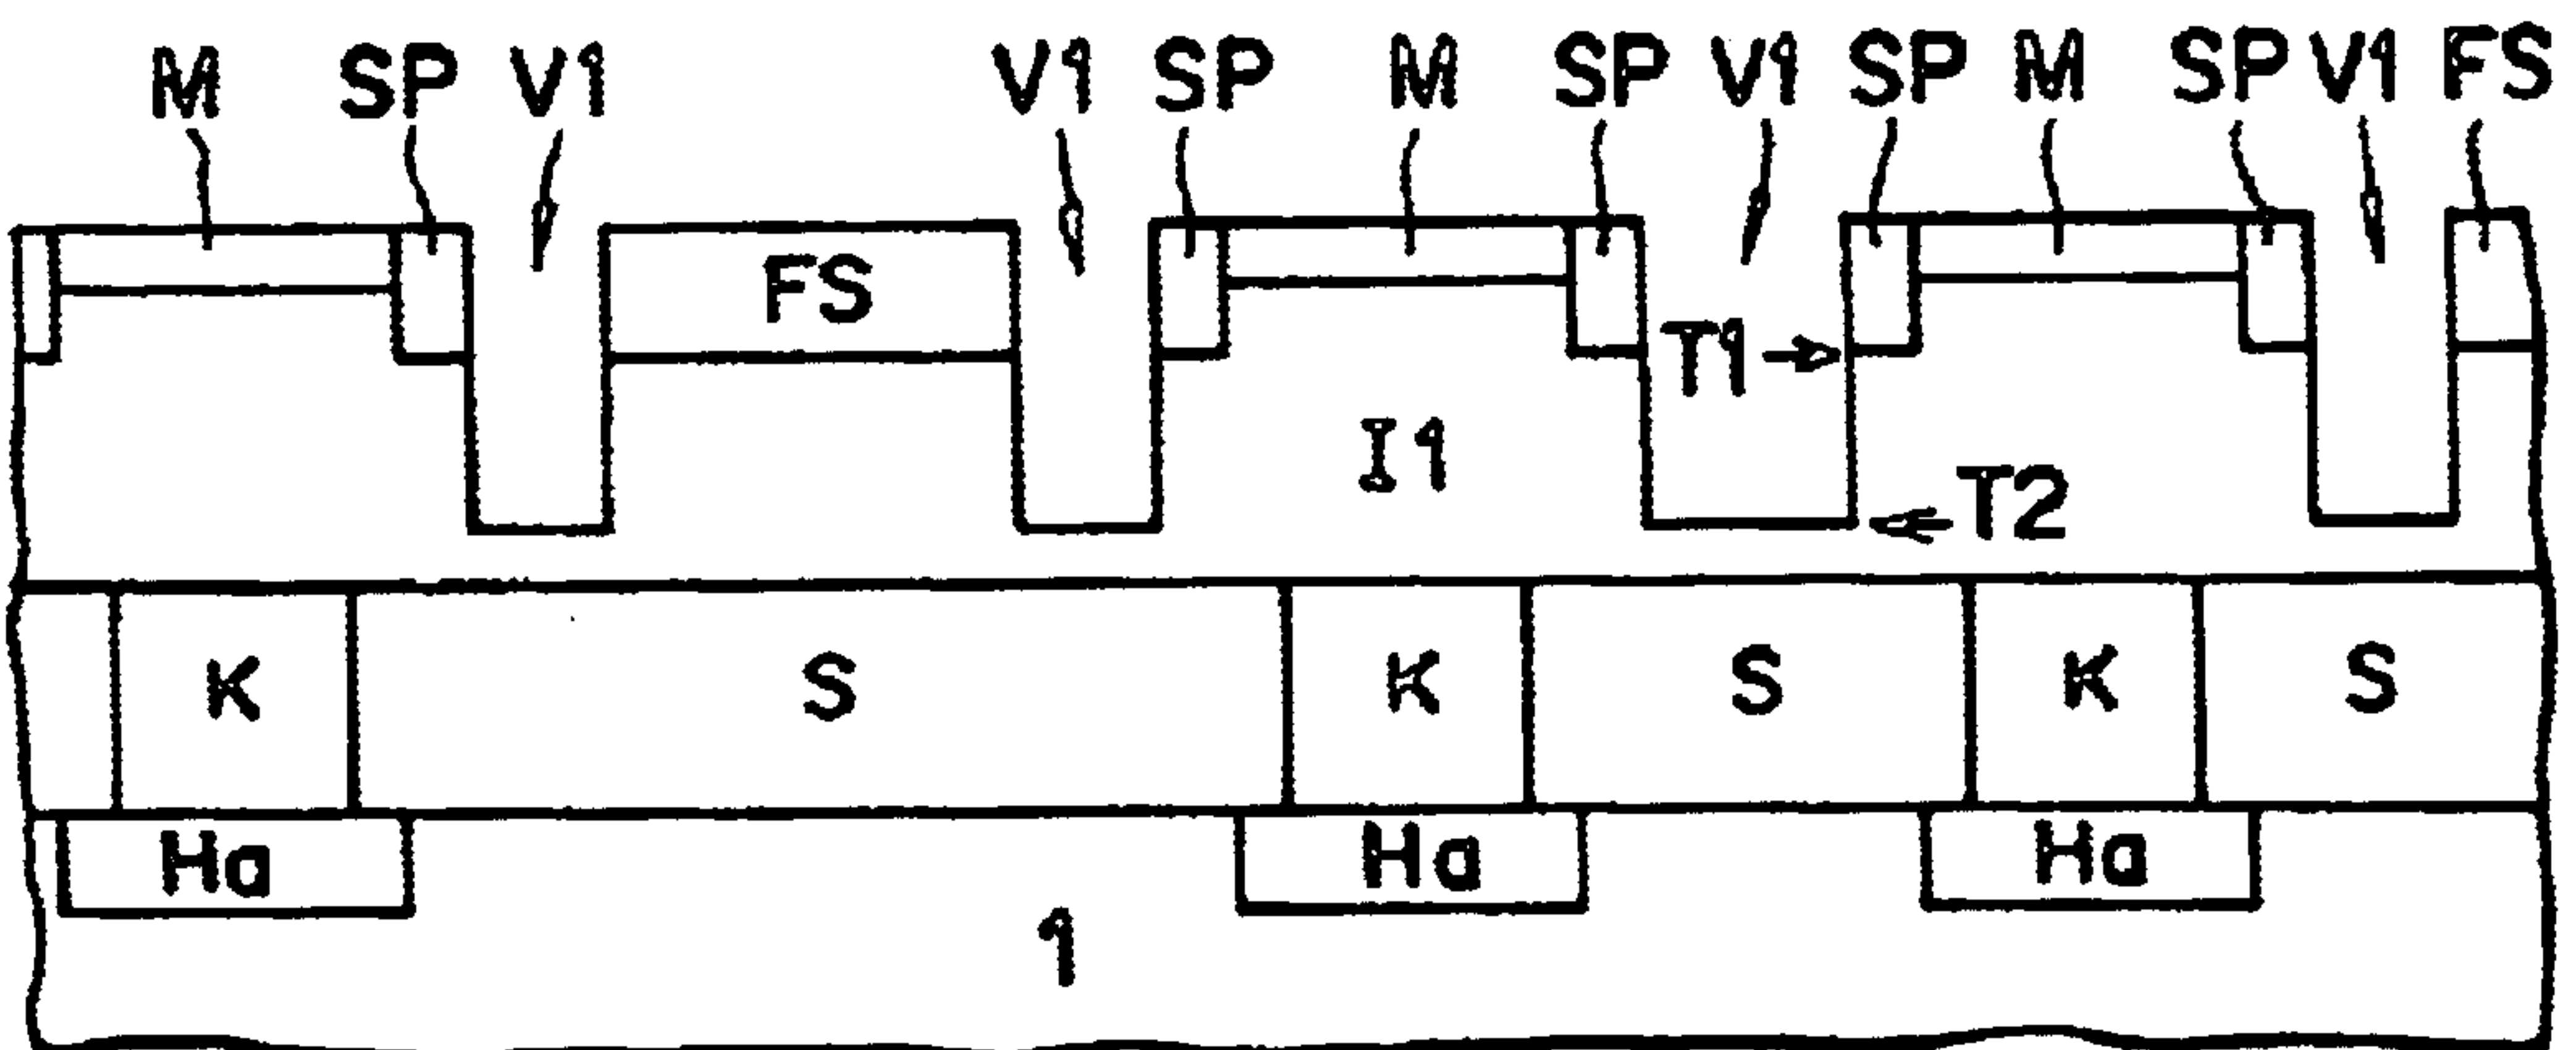 M SP V1 V1 SP M SP V1 SP M SP V1 FS
FS
T1
I1
T2
K S K S K S
Ha Ha Ha
1